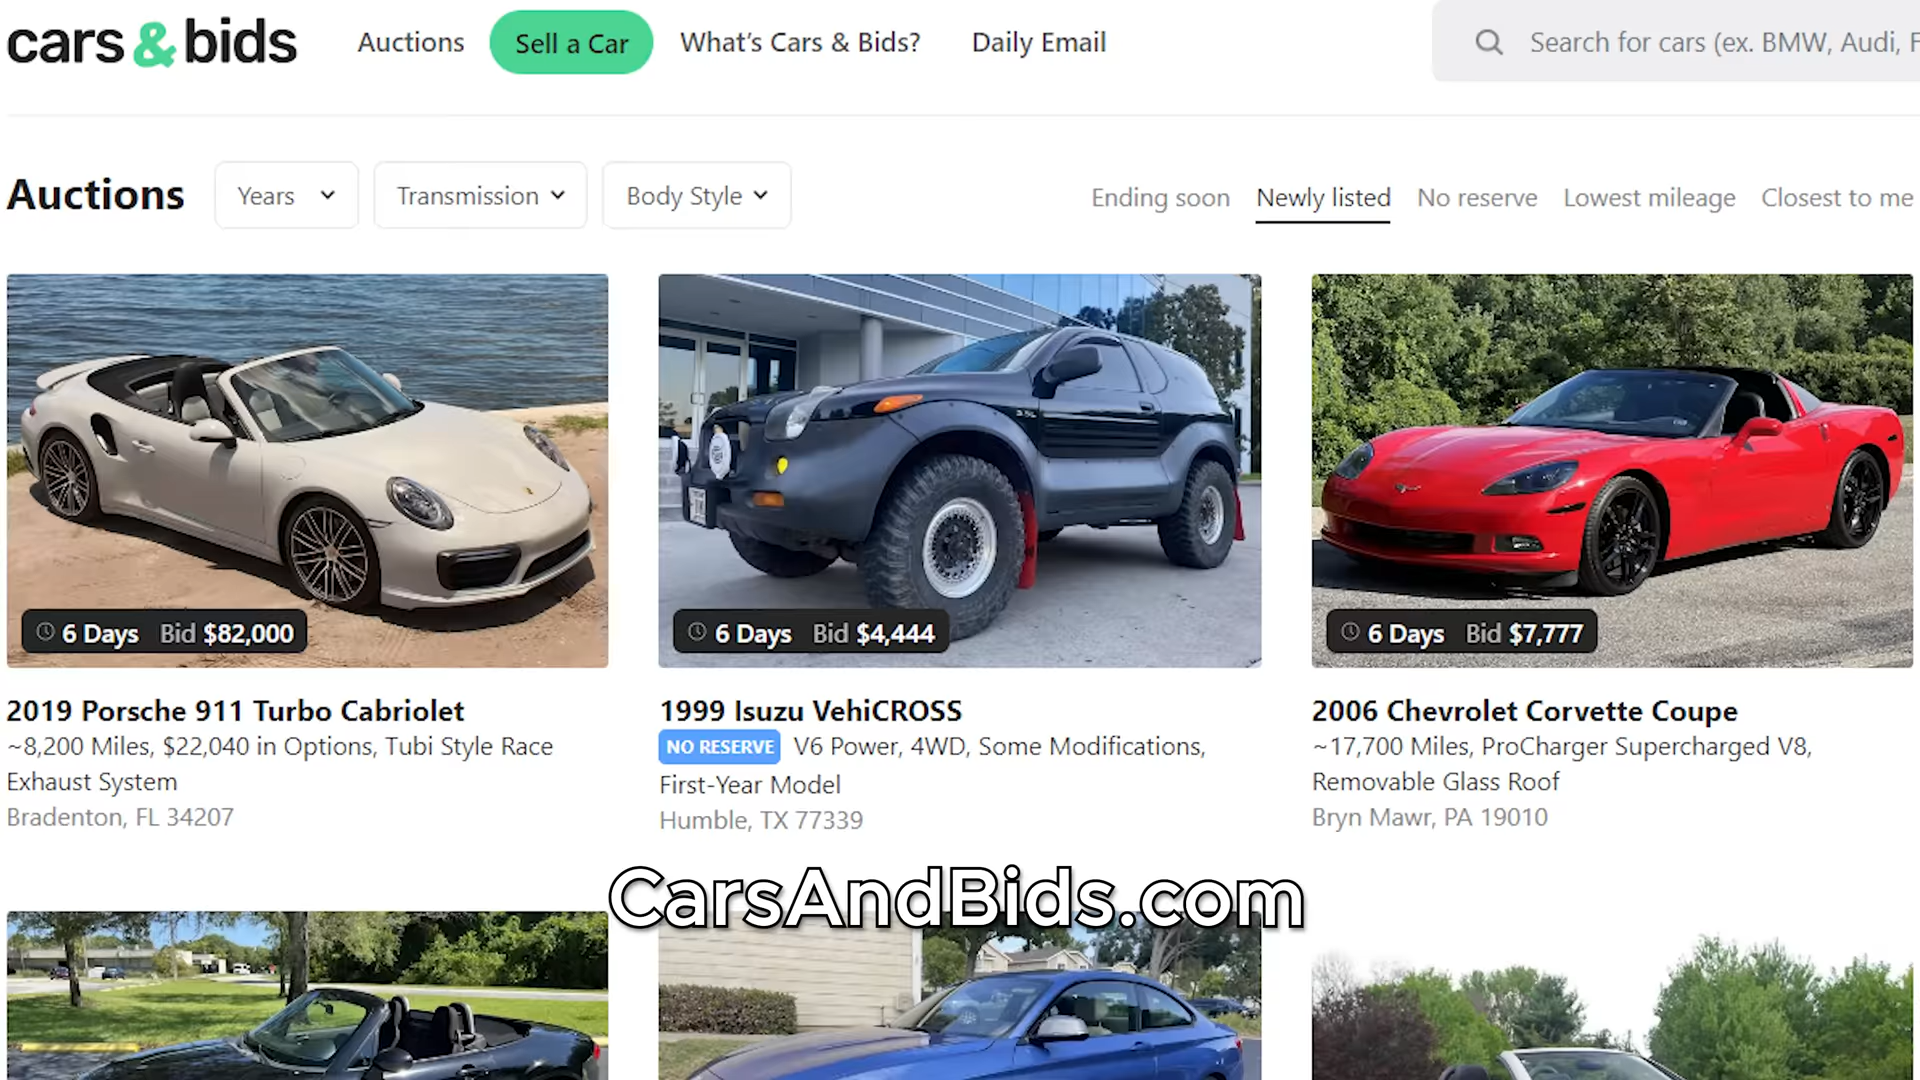 cars & bids
Auctions
Sell a Car
What's Cars & Bids?
Daily Email
Search for cars (ex. BMW, Audi, F
Auctions
Years
Transmission
Body Style
Ending soon
Newly listed
No reserve
Lowest mileage
Closest to me
6 Days Bid $82,000
6 Days Bid $4,444
6 Days Bid $7,777
2019 Porsche 911 Turbo Cabriolet
~8,200 Miles, $22,040 in Options, Tubi Style Race
Exhaust System
Bradenton, FL 34207
1999 Isuzu VehiCROSS
NO RESERVE V6 Power, 4WD, Some Modifications,
First-Year Model
Humble, TX 77339
2006 Chevrolet Corvette Coupe
~17,700 Miles, ProCharger Supercharged V8,
Removable Glass Roof
Bryn Mawr, PA 19010
CarsAndBids.com